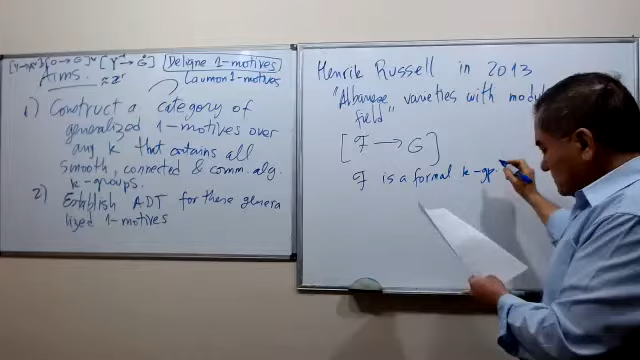 [0 → G] [Y → G] Deligne 1-motives
Aims Laumon 1-motives
1) Construct a category of
generalized 1-motives over
any k that contains all
smooth, connected & comm. alg.
k-groups.
2) Establish ADT for these genera
lized 1-motives
Henrik Russell in 2013
"Albanese varieties with modul
field"
[F → G]
F is a formal k-gp.